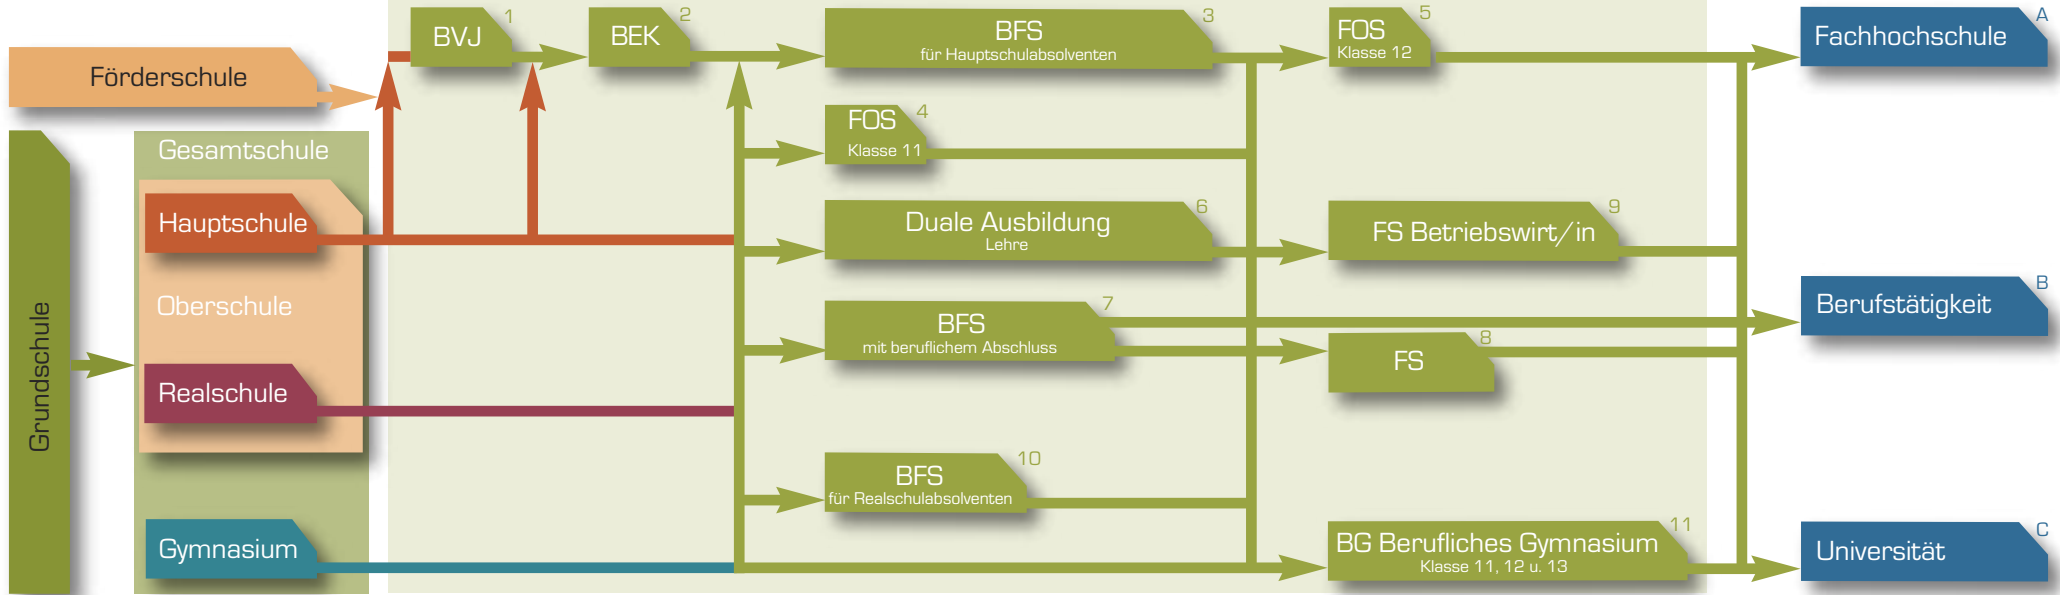 Grundschule
Förderschule
Gesamtschule
Hauptschule
Oberschule
Realschule
Gymnasium
BVJ
1
BEK
2
BFS
für Hauptschulabsolventen
3
FOS
Klasse 11
4
FOS
Klasse 12
5
Duale Ausbildung
Lehre
6
BFS
mit beruflichem Abschluss
7
FS
8
FS Betriebswirt/in
9
BFS
für Realschulabsolventen
10
BG Berufliches Gymnasium
Klasse 11, 12 u. 13
11
Fachhochschule
A
Berufstätigkeit
B
Universität
C